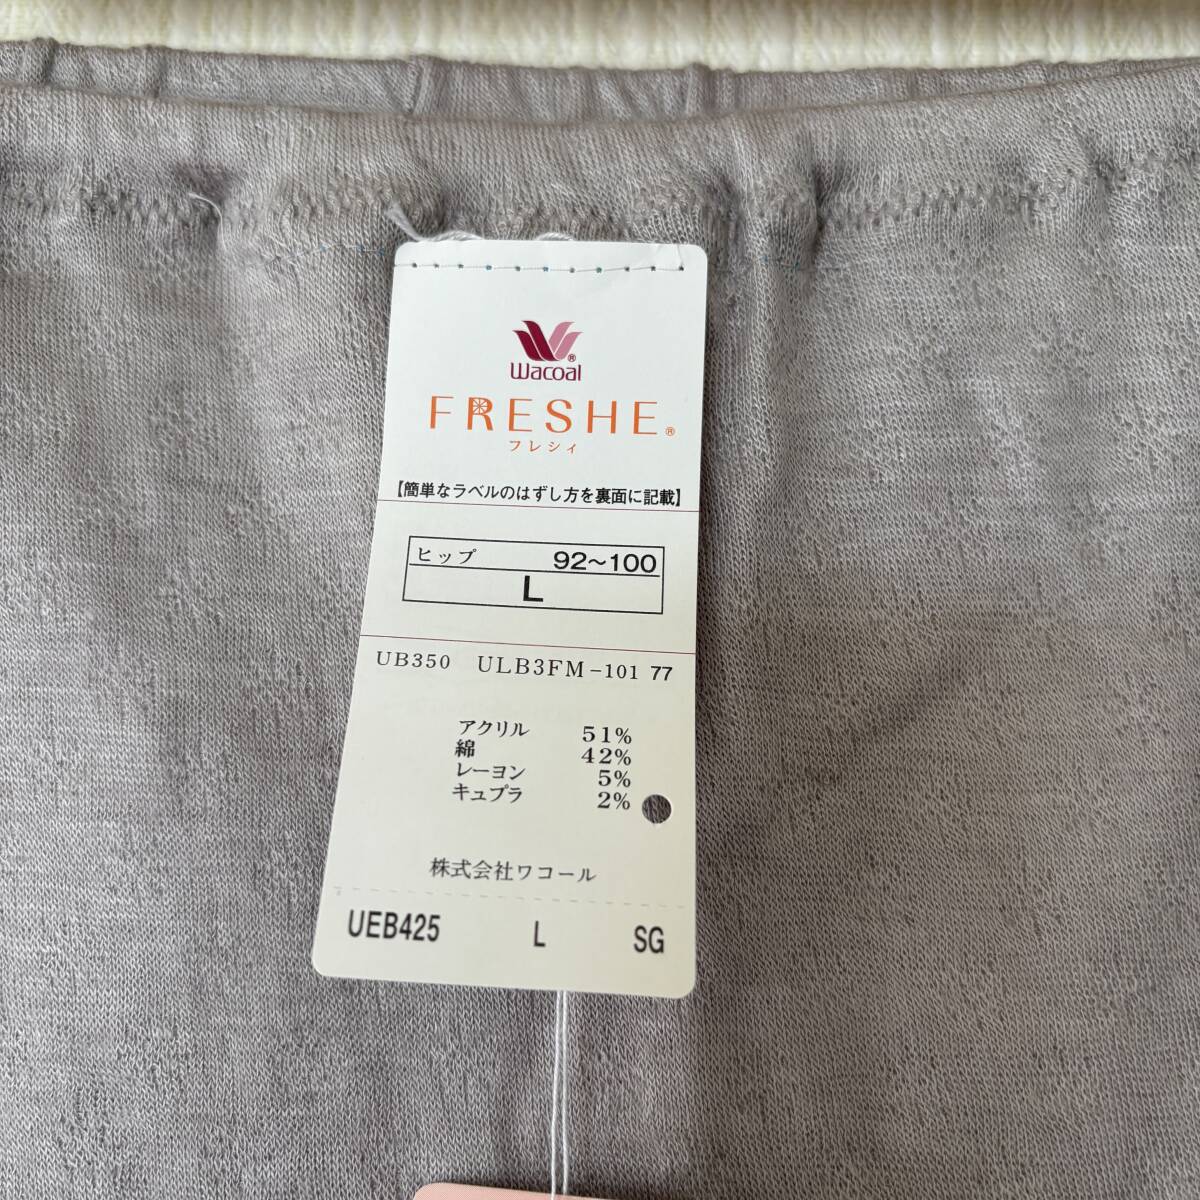 Wacoal®
FRESHE®
フレシィ
【簡単なラベルのはずし方を裏面に記載】
ヒップ 92~100
L
UB350 ULB3FM-101 77
アクリル 51%
綿 42%
レーヨン 5%
キュプラ 2%
株式会社ワコール
UEB425 L SG